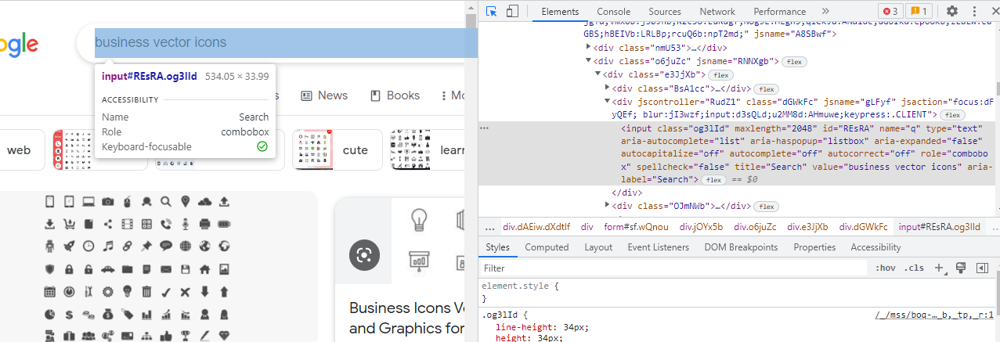 ogle
business vector icons
input#REsRA.og3lId 534.05 × 33.99
ACCESSIBILITY
Name Search
Role combobox
Keyboard-focusable
News
Books
Mo
web
cute
learn
Business Icons Ve
and Graphics for
Elements Console Sources Network Performance » 3 1
GBS;hBEIVb:LRLBp;rcuQ6b:npT2md;" jsname="A8SBwf">
<div class="nmU53">…</div>
<div class="o6juZc" jsname="RNNXgb"> flex
<div class="e3JjXb"> flex
<div class="BsA1cc">…</div> flex
<div jscontroller="RudZ1" class="dGWkFc" jsname="gLFyf" jsaction="focus:dF
yQEf; blur:jI3wzf;input:d3sQLd;u2MM8d:AHmuwe;keypress:.CLIENT"> flex
<input class="og3lId" maxlength="2048" id="REsRA" name="q" type="text"
aria-autocomplete="list" aria-haspopup="listbox" aria-expanded="false"
autocapitalize="off" autocomplete="off" autocorrect="off" role="combobo
x" spellcheck="false" title="Search" value="business vector icons" aria-
label="Search"> flex == $0
</div>
<div class="OJmNWb">…</div> flex
... div.dAEiw.dXdtIf div form#sf.wQnou div.jOYx5b div.o6juZc div.e3JjXb div.dGWkFc input#REsRA.og3lId ...
Styles Computed Layout Event Listeners DOM Breakpoints Properties Accessibility
Filter :hov .cls
element.style {
}
.og3lId { /_/mss/boq-…_b,_tp,_r:1
line-height: 34px;
height: 34px;